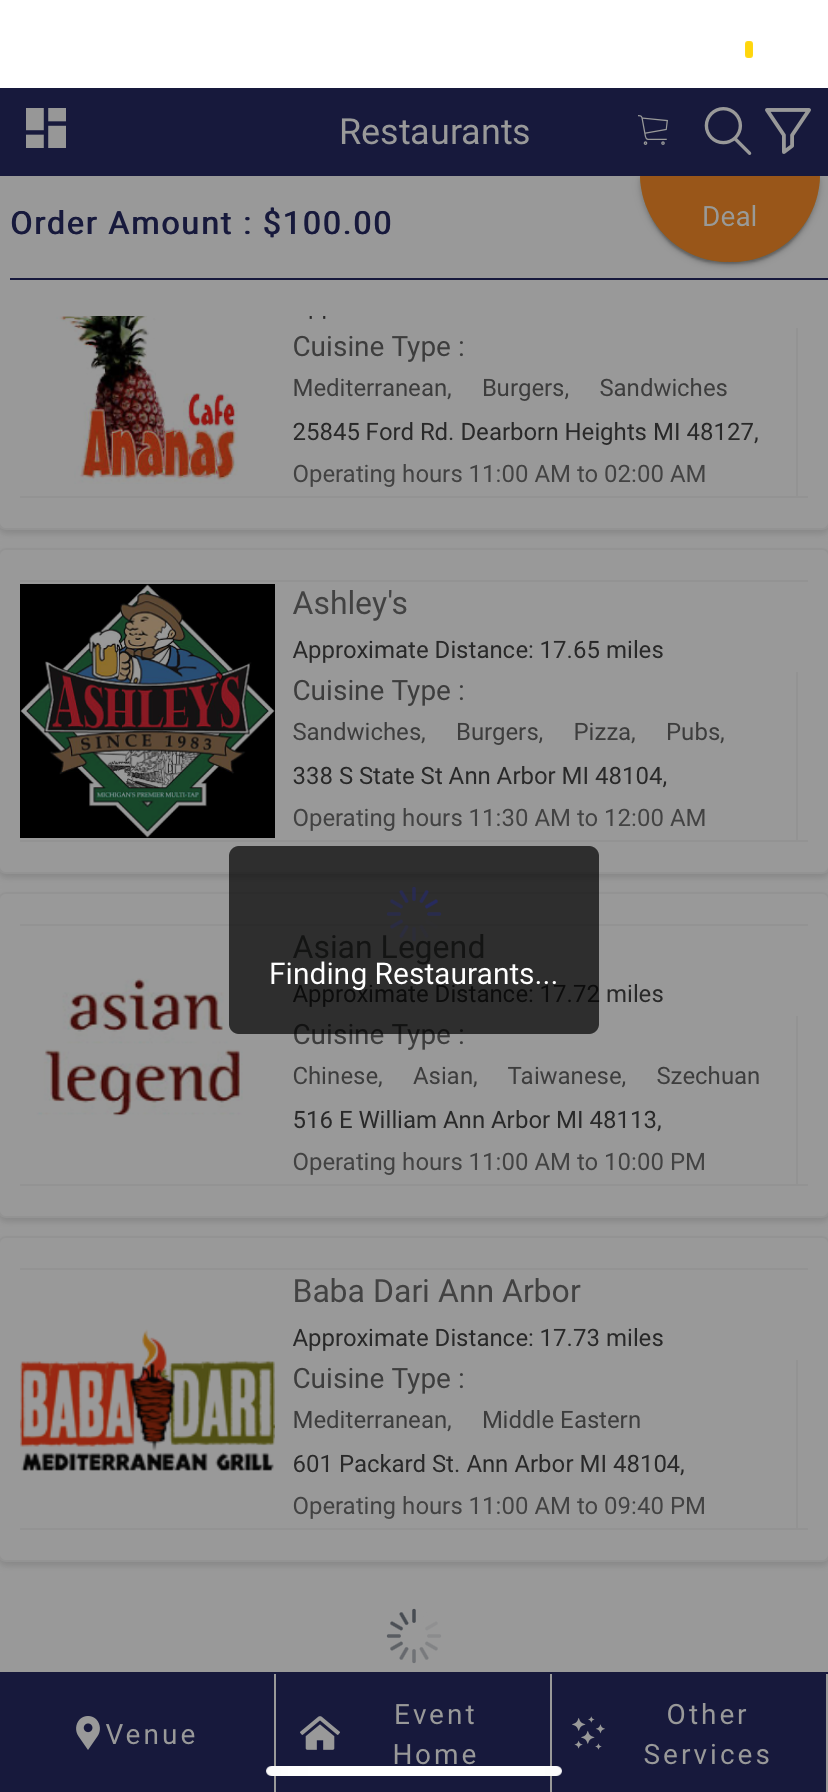 Restaurants
Order Amount : $100.00
Deal
Cafe
Ananas
Cuisine Type :
Mediterranean, Burgers, Sandwiches
25845 Ford Rd. Dearborn Heights MI 48127,
Operating hours 11:00 AM to 02:00 AM
ASHLEY'S
SINCE 1983
MICHIGAN'S PREMIER MULTI-TAP
Ashley's
Approximate Distance: 17.65 miles
Cuisine Type :
Sandwiches, Burgers, Pizza, Pubs,
338 S State St Ann Arbor MI 48104,
Operating hours 11:30 AM to 12:00 AM
asian
legend
Asian Legend
Finding Restaurants...
Approximate Distance: 17.72 miles
Cuisine Type :
Chinese, Asian, Taiwanese, Szechuan
516 E William Ann Arbor MI 48113,
Operating hours 11:00 AM to 10:00 PM
BABA DARI
MEDITERRANEAN GRILL
Baba Dari Ann Arbor
Approximate Distance: 17.73 miles
Cuisine Type :
Mediterranean, Middle Eastern
601 Packard St. Ann Arbor MI 48104,
Operating hours 11:00 AM to 09:40 PM
Venue
Event
Home
Other
Services